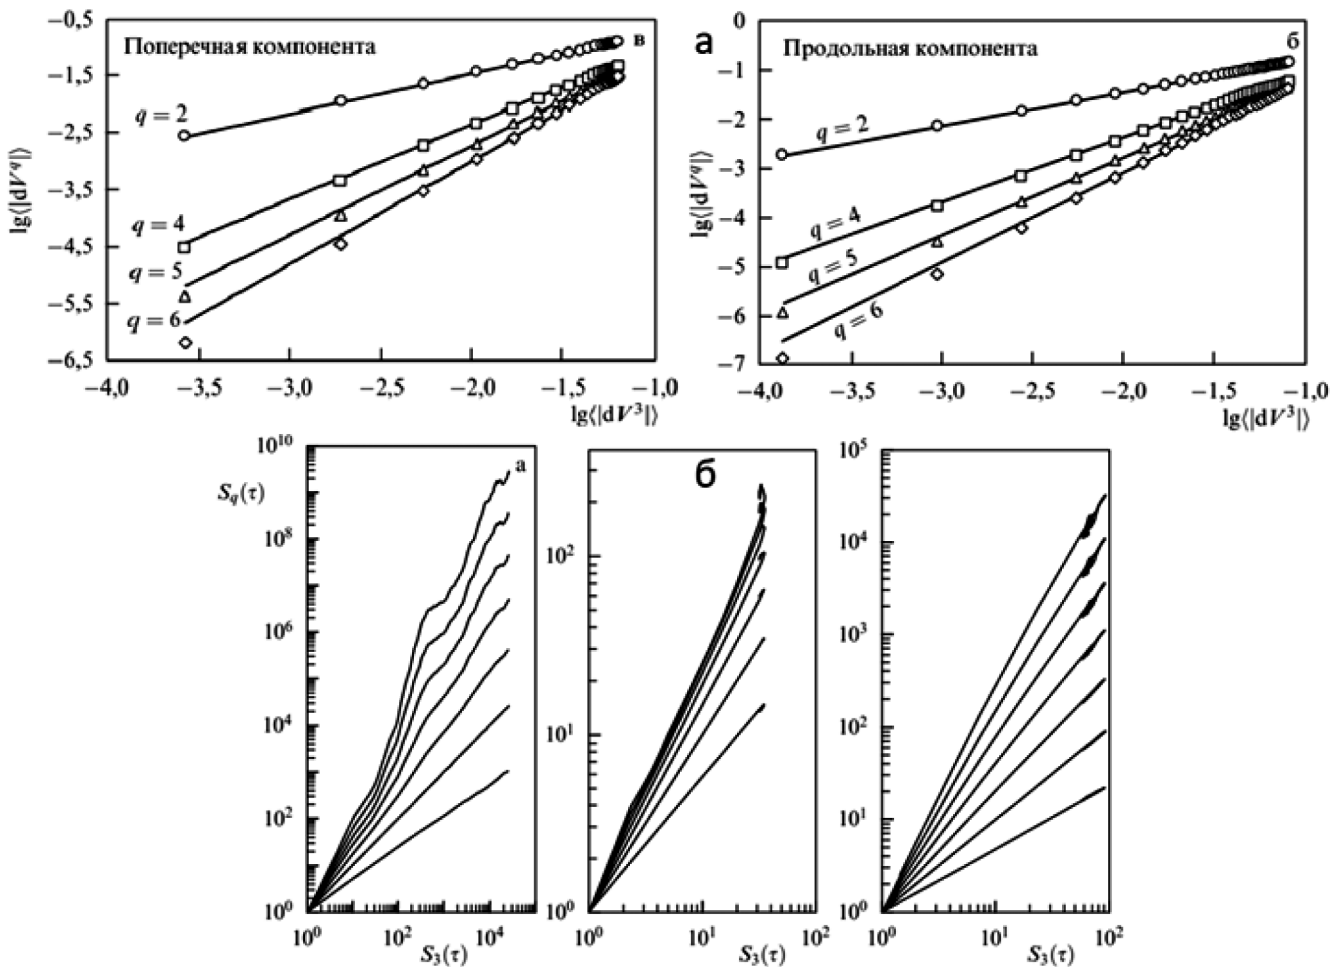 Поперечная компонента
в
−0,5
−1,5
−2,5
−3,5
−4,5
−5,5
−6,5
lg⟨|dV^q|⟩
q = 2
q = 4
q = 5
q = 6
−4,0 −3,5 −3,0 −2,5 −2,0 −1,5 −1,0
lg⟨|dV^3|⟩
а
Продольная компонента
б
0
−1
−2
−3
−4
−5
−6
−7
lg⟨|dV^q|⟩
q = 2
q = 4
q = 5
q = 6
−4,0 −3,5 −3,0 −2,5 −2,0 −1,5 −1,0
lg⟨|dV^3|⟩
а
S_q(τ)
10^10
10^8
10^6
10^4
10^2
10^0
10^0 10^2 10^4
S_3(τ)
б
10^2
10^1
10^0
10^0 10^1 10^2
S_3(τ)
10^5
10^4
10^3
10^2
10^1
10^0
10^0 10^1 10^2
S_3(τ)